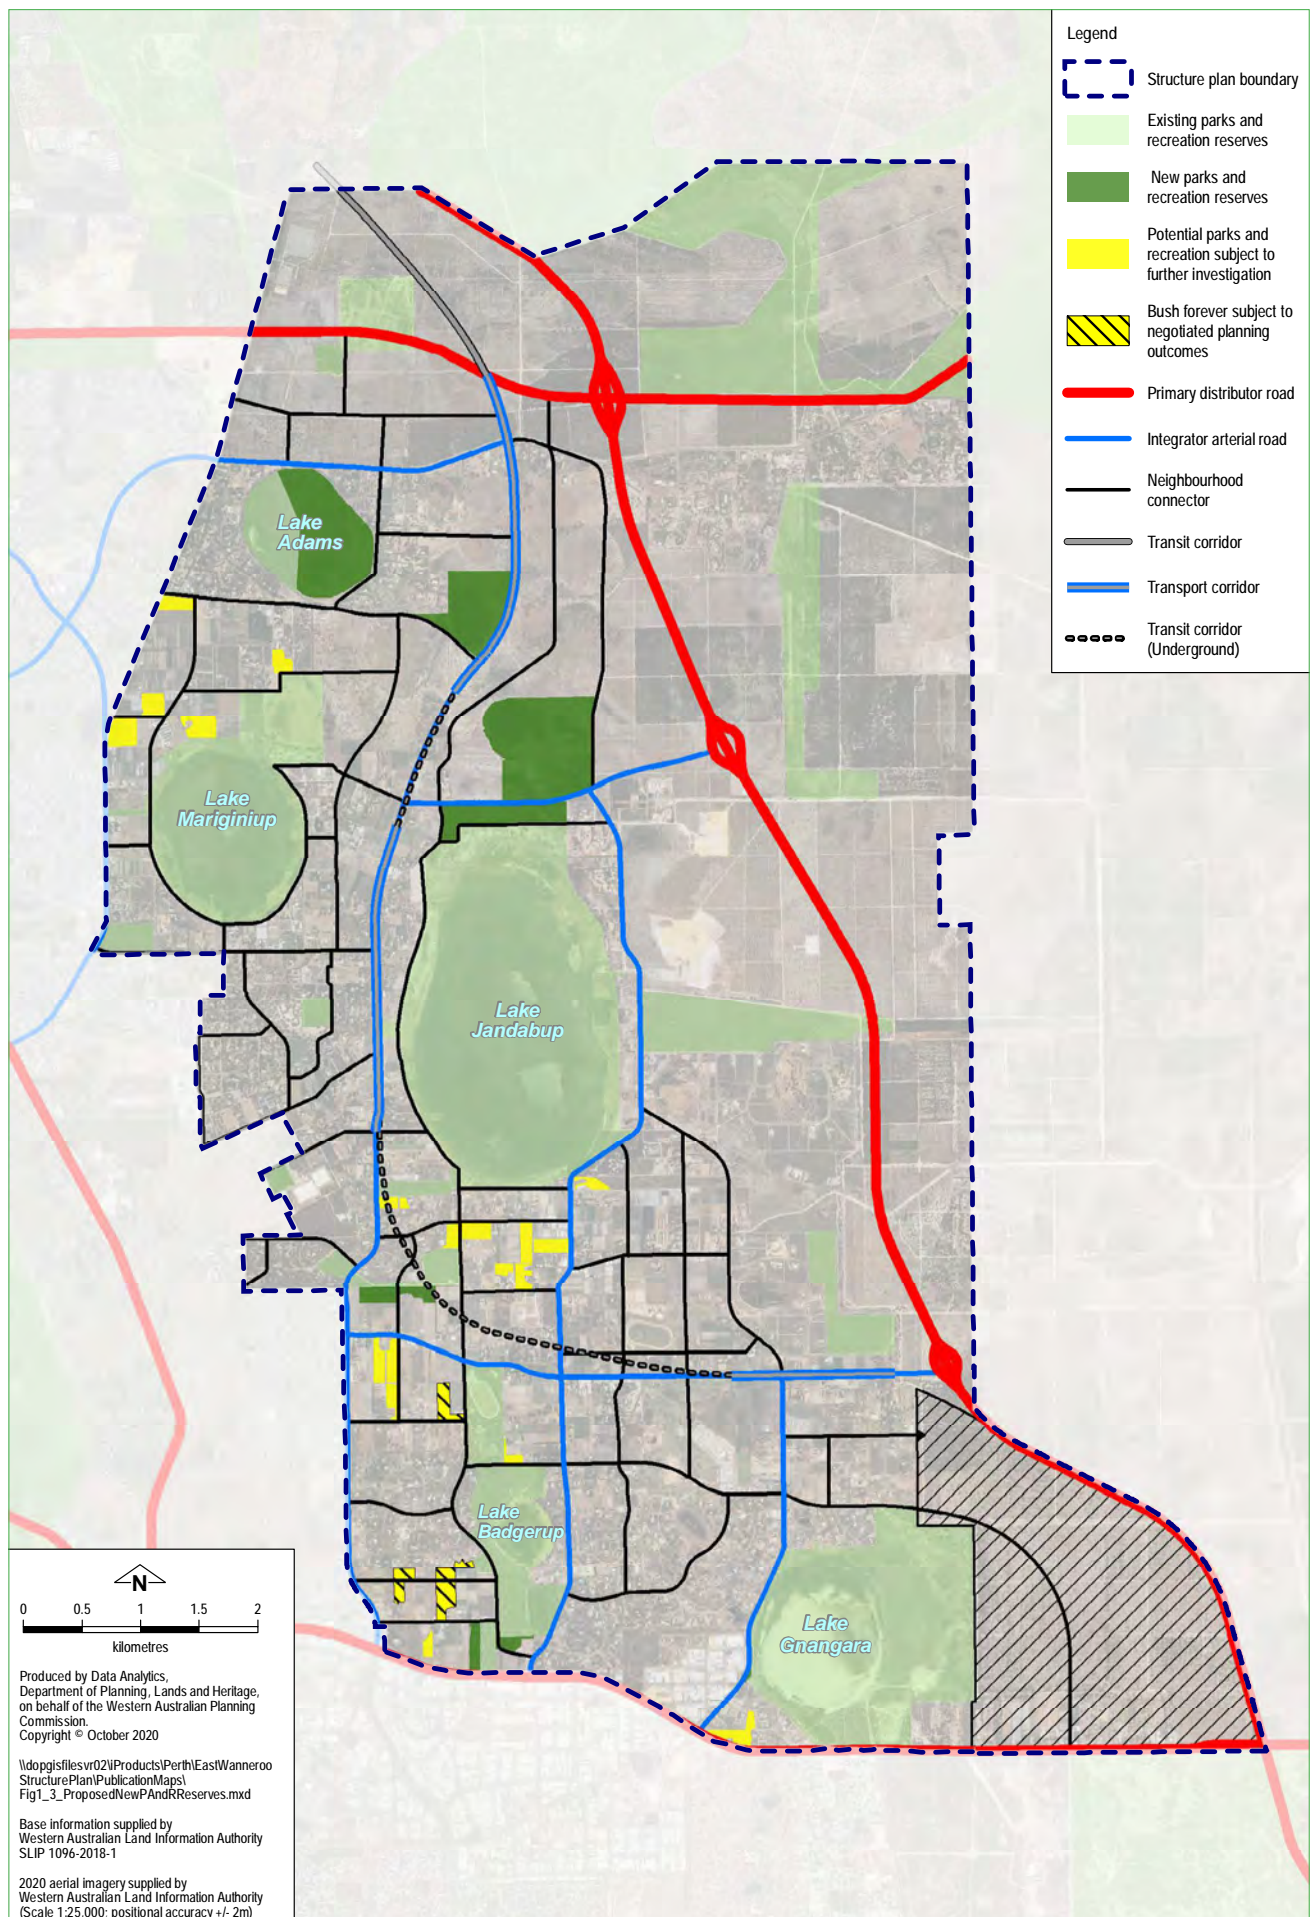 Legend
Structure plan boundary
Existing parks and
recreation reserves
New parks and
recreation reserves
Potential parks and
recreation subject to
further investigation
Bush forever subject to
negotiated planning
outcomes
Primary distributor road
Integrator arterial road
Neighbourhood
connector
Transit corridor
Transport corridor
Transit corridor
(Underground)
Lake
Adams
Lake
Mariginiup
Lake
Jandabup
Lake
Badgerup
Lake
Gnangara
N
0 0.5 1 1.5 2
kilometres
Produced by Data Analytics,
Department of Planning, Lands and Heritage,
on behalf of the Western Australian Planning
Commission.
Copyright © October 2020
\\dopgisfilesvr02\IProducts\Perth\EastWanneroo
StructurePlan\PublicationMaps\
Fig1_3_ProposedNewPAndRReserves.mxd
Base information supplied by
Western Australian Land Information Authority
SLIP 1096-2018-1
2020 aerial imagery supplied by
Western Australian Land Information Authority
(Scale 1:25,000; positional accuracy +/- 2m)